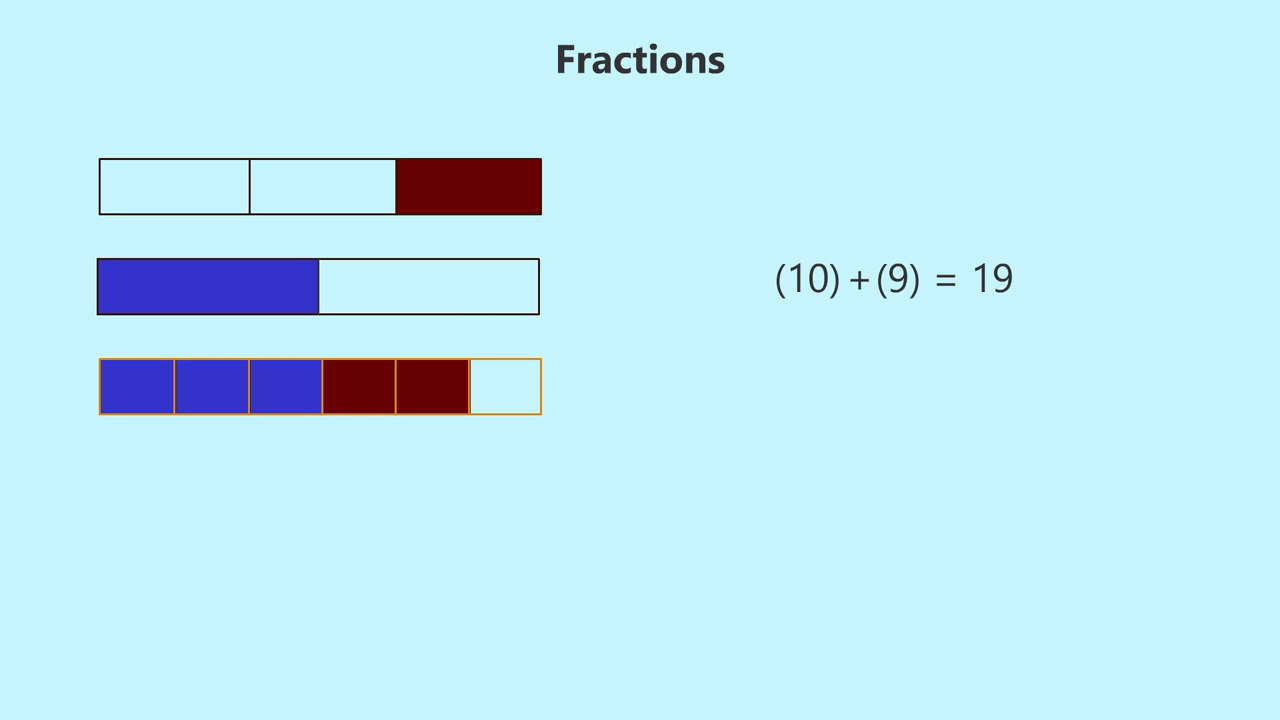 Fractions
(10) + (9) = 19